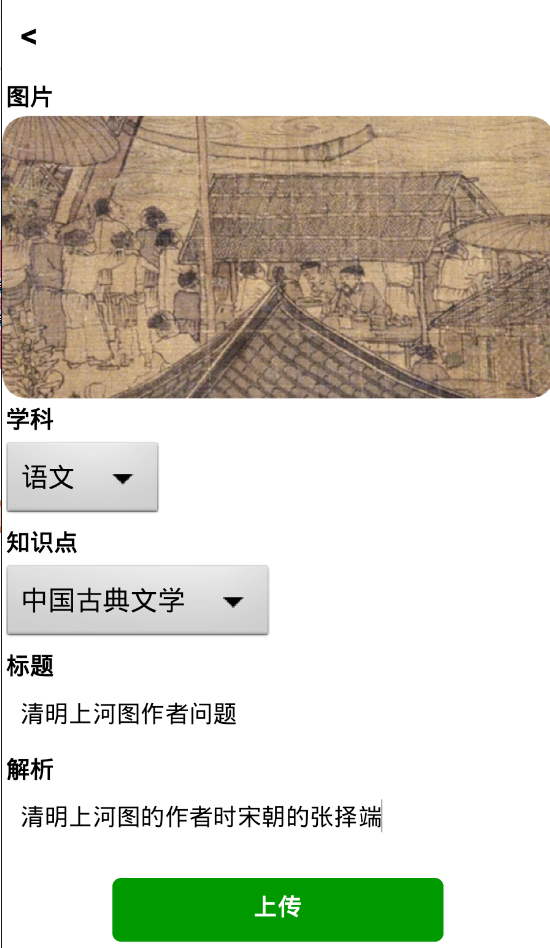 <
图片
学科
语文
知识点
中国古典文学
标题
清明上河图作者问题
解析
清明上河图的作者时宋朝的张择端
上传